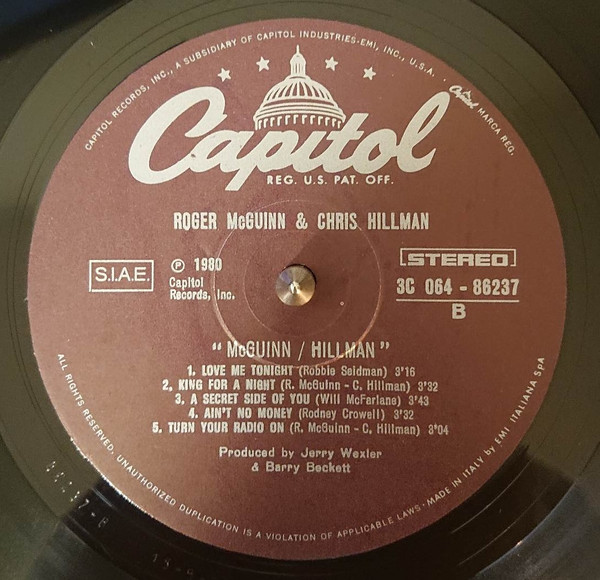 CAPITOL RECORDS, INC., A SUBSIDIARY OF CAPITOL INDUSTRIES-EMI, INC., U.S.A. · Capitol MARCA REG.
Capitol
REG. U.S. PAT. OFF.
ROGER McGUINN & CHRIS HILLMAN
S.I.A.E.
℗ 1980
Capitol
Records, Inc.
STEREO
3C 064 - 86237
B
"McGUINN / HILLMAN"
1. LOVE ME TONIGHT (Robbie Seidman) 3'16
2. KING FOR A NIGHT (R. McGuinn - C. Hillman) 3'32
3. A SECRET SIDE OF YOU (Will McFarlane) 3'43
4. AIN'T NO MONEY (Rodney Crowell) 3'32
5. TURN YOUR RADIO ON (R. McGuinn - C. Hillman) 3'04
Produced by Jerry Wexler
& Barry Beckett
ALL RIGHTS RESERVED. UNAUTHORIZED DUPLICATION IS A VIOLATION OF APPLICABLE LAWS · MADE IN ITALY by EMI ITALIANA SPA